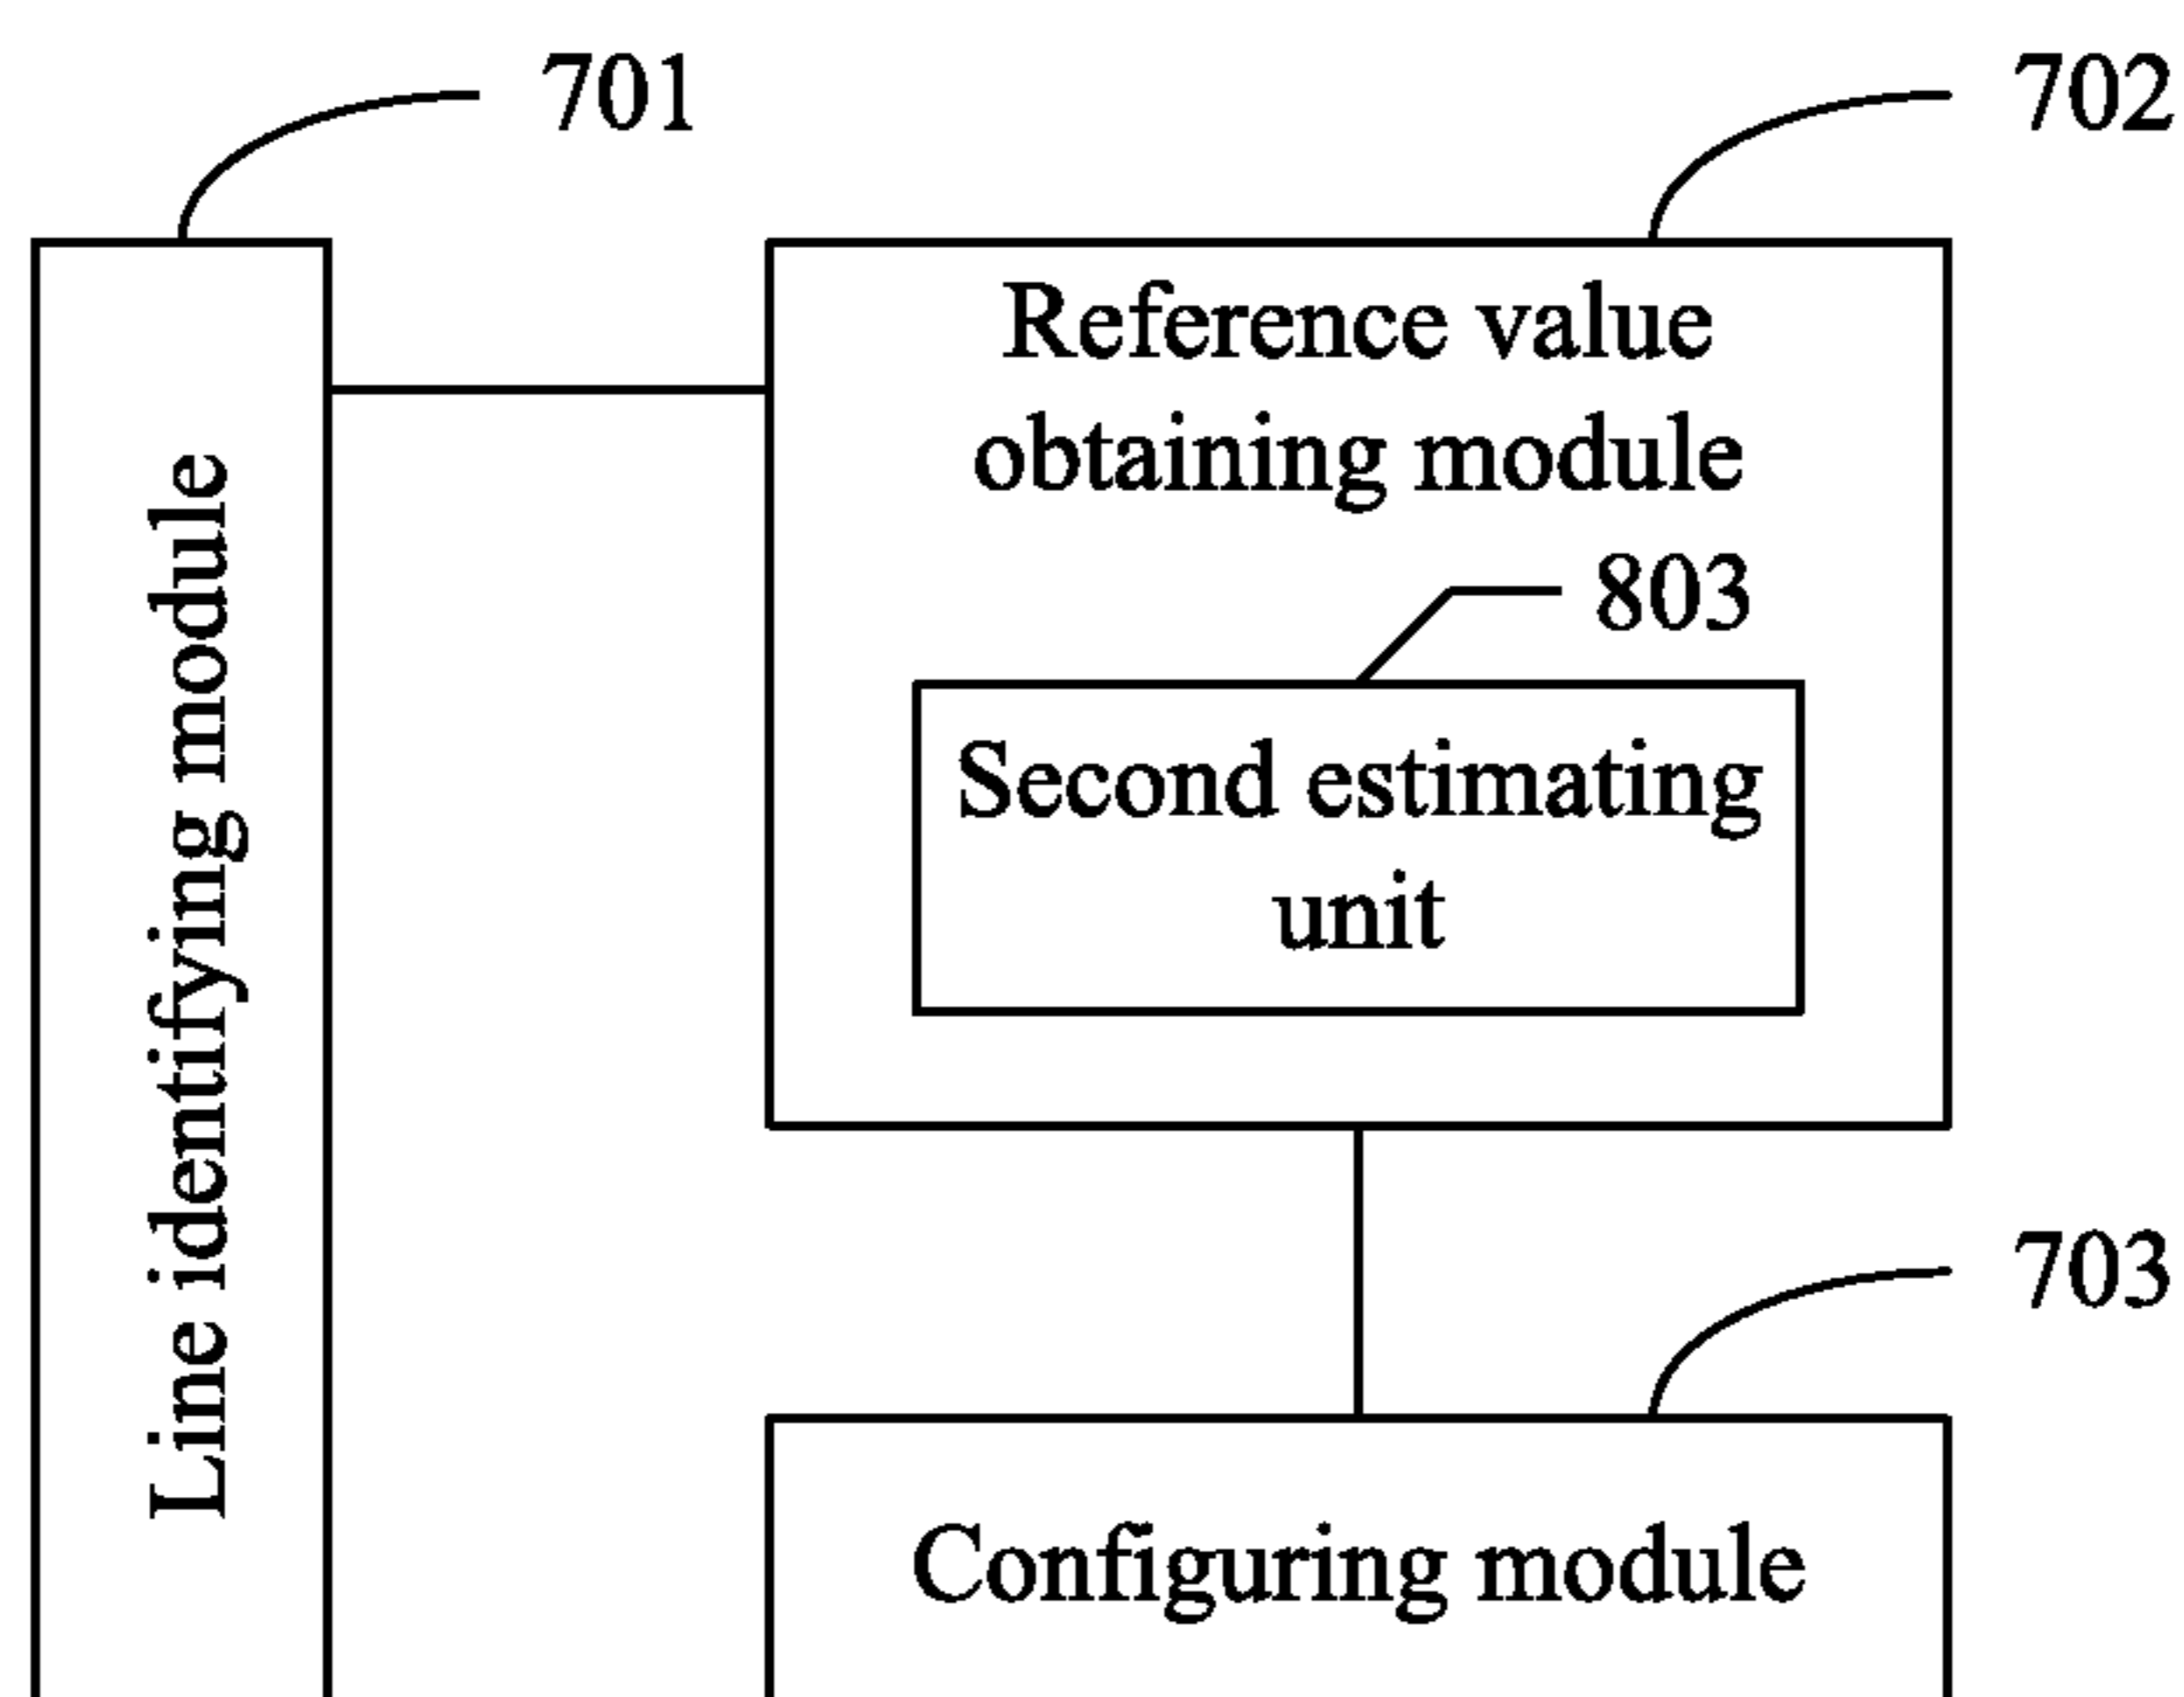 701
702
Line identifying module
Reference value
obtaining module
803
Second estimating
unit
703
Configuring module